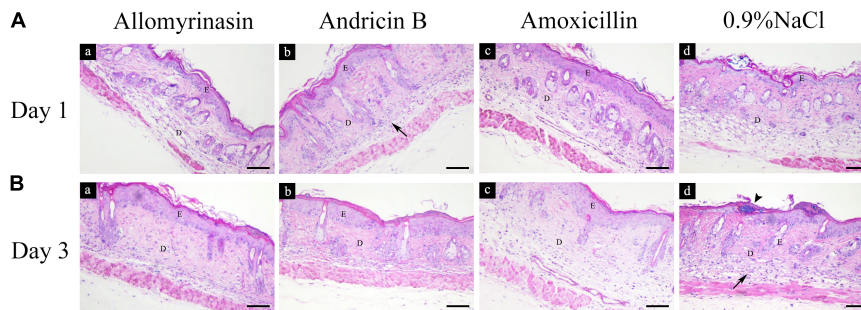 A Allomyrinasin Andricin B Amoxicillin 0.9%NaCl
Day 1
a b c d
E E E E
D D D D
B
Day 3
a b c d
E E E E
D D D D